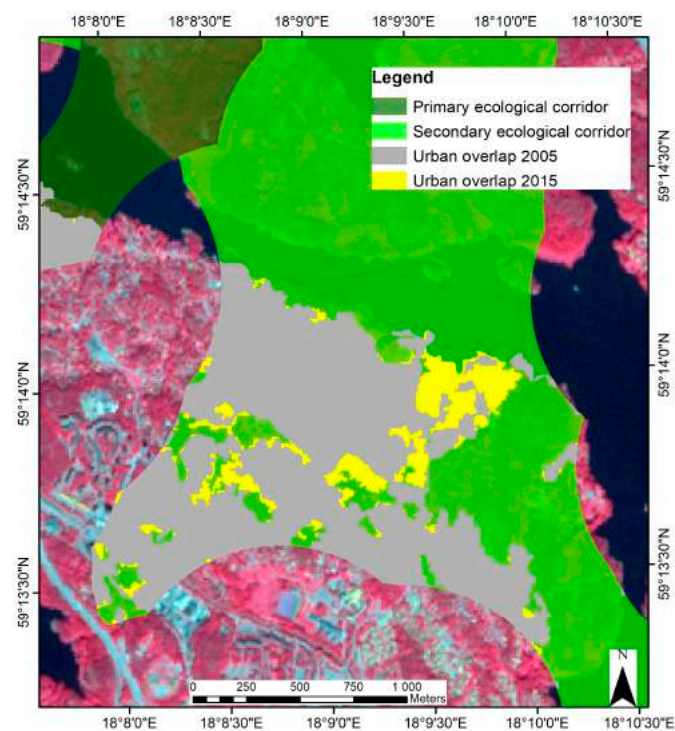 18°8'0"E 18°8'30"E 18°9'0"E 18°9'30"E 18°10'0"E 18°10'30"E
Legend
Primary ecological corridor
Secondary ecological corridor
Urban overlap 2005
Urban overlap 2015
59°14'30"N 59°14'30"N
59°14'0"N 59°14'0"N
59°13'30"N 59°13'30"N
N
0 250 500 750 1 000
Meters
18°8'0"E 18°8'30"E 18°9'0"E 18°9'30"E 18°10'0"E 18°10'30"E